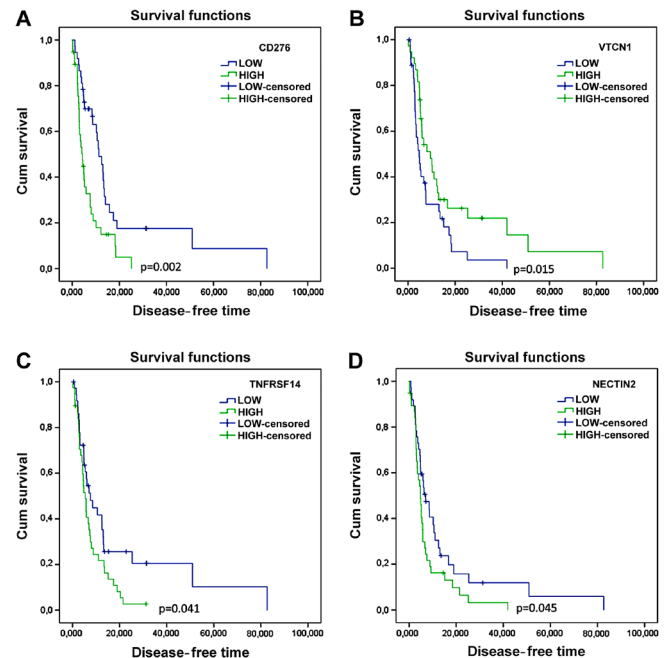 A
Survival functions
CD276
LOW
HIGH
LOW-censored
HIGH-censored
Cum survival
1,0
0,8
0,6
0,4
0,2
0,0
p=0.002
0,000 20,000 40,000 60,000 80,000 100,000
Disease-free time
B
Survival functions
VTCN1
LOW
HIGH
LOW-censored
HIGH-censored
Cum survival
1,0
0,8
0,6
0,4
0,2
0,0
p=0.015
0,000 20,000 40,000 60,000 80,000 100,000
Disease-free time
C
Survival functions
TNFRSF14
LOW
HIGH
LOW-censored
HIGH-censored
Cum survival
1,0
0,8
0,6
0,4
0,2
0,0
p=0.041
0,000 20,000 40,000 60,000 80,000 100,000
Disease-free time
D
Survival functions
NECTIN2
LOW
HIGH
LOW-censored
HIGH-censored
Cum survival
1,0
0,8
0,6
0,4
0,2
0,0
p=0.045
0,000 20,000 40,000 60,000 80,000 100,000
Disease-free time